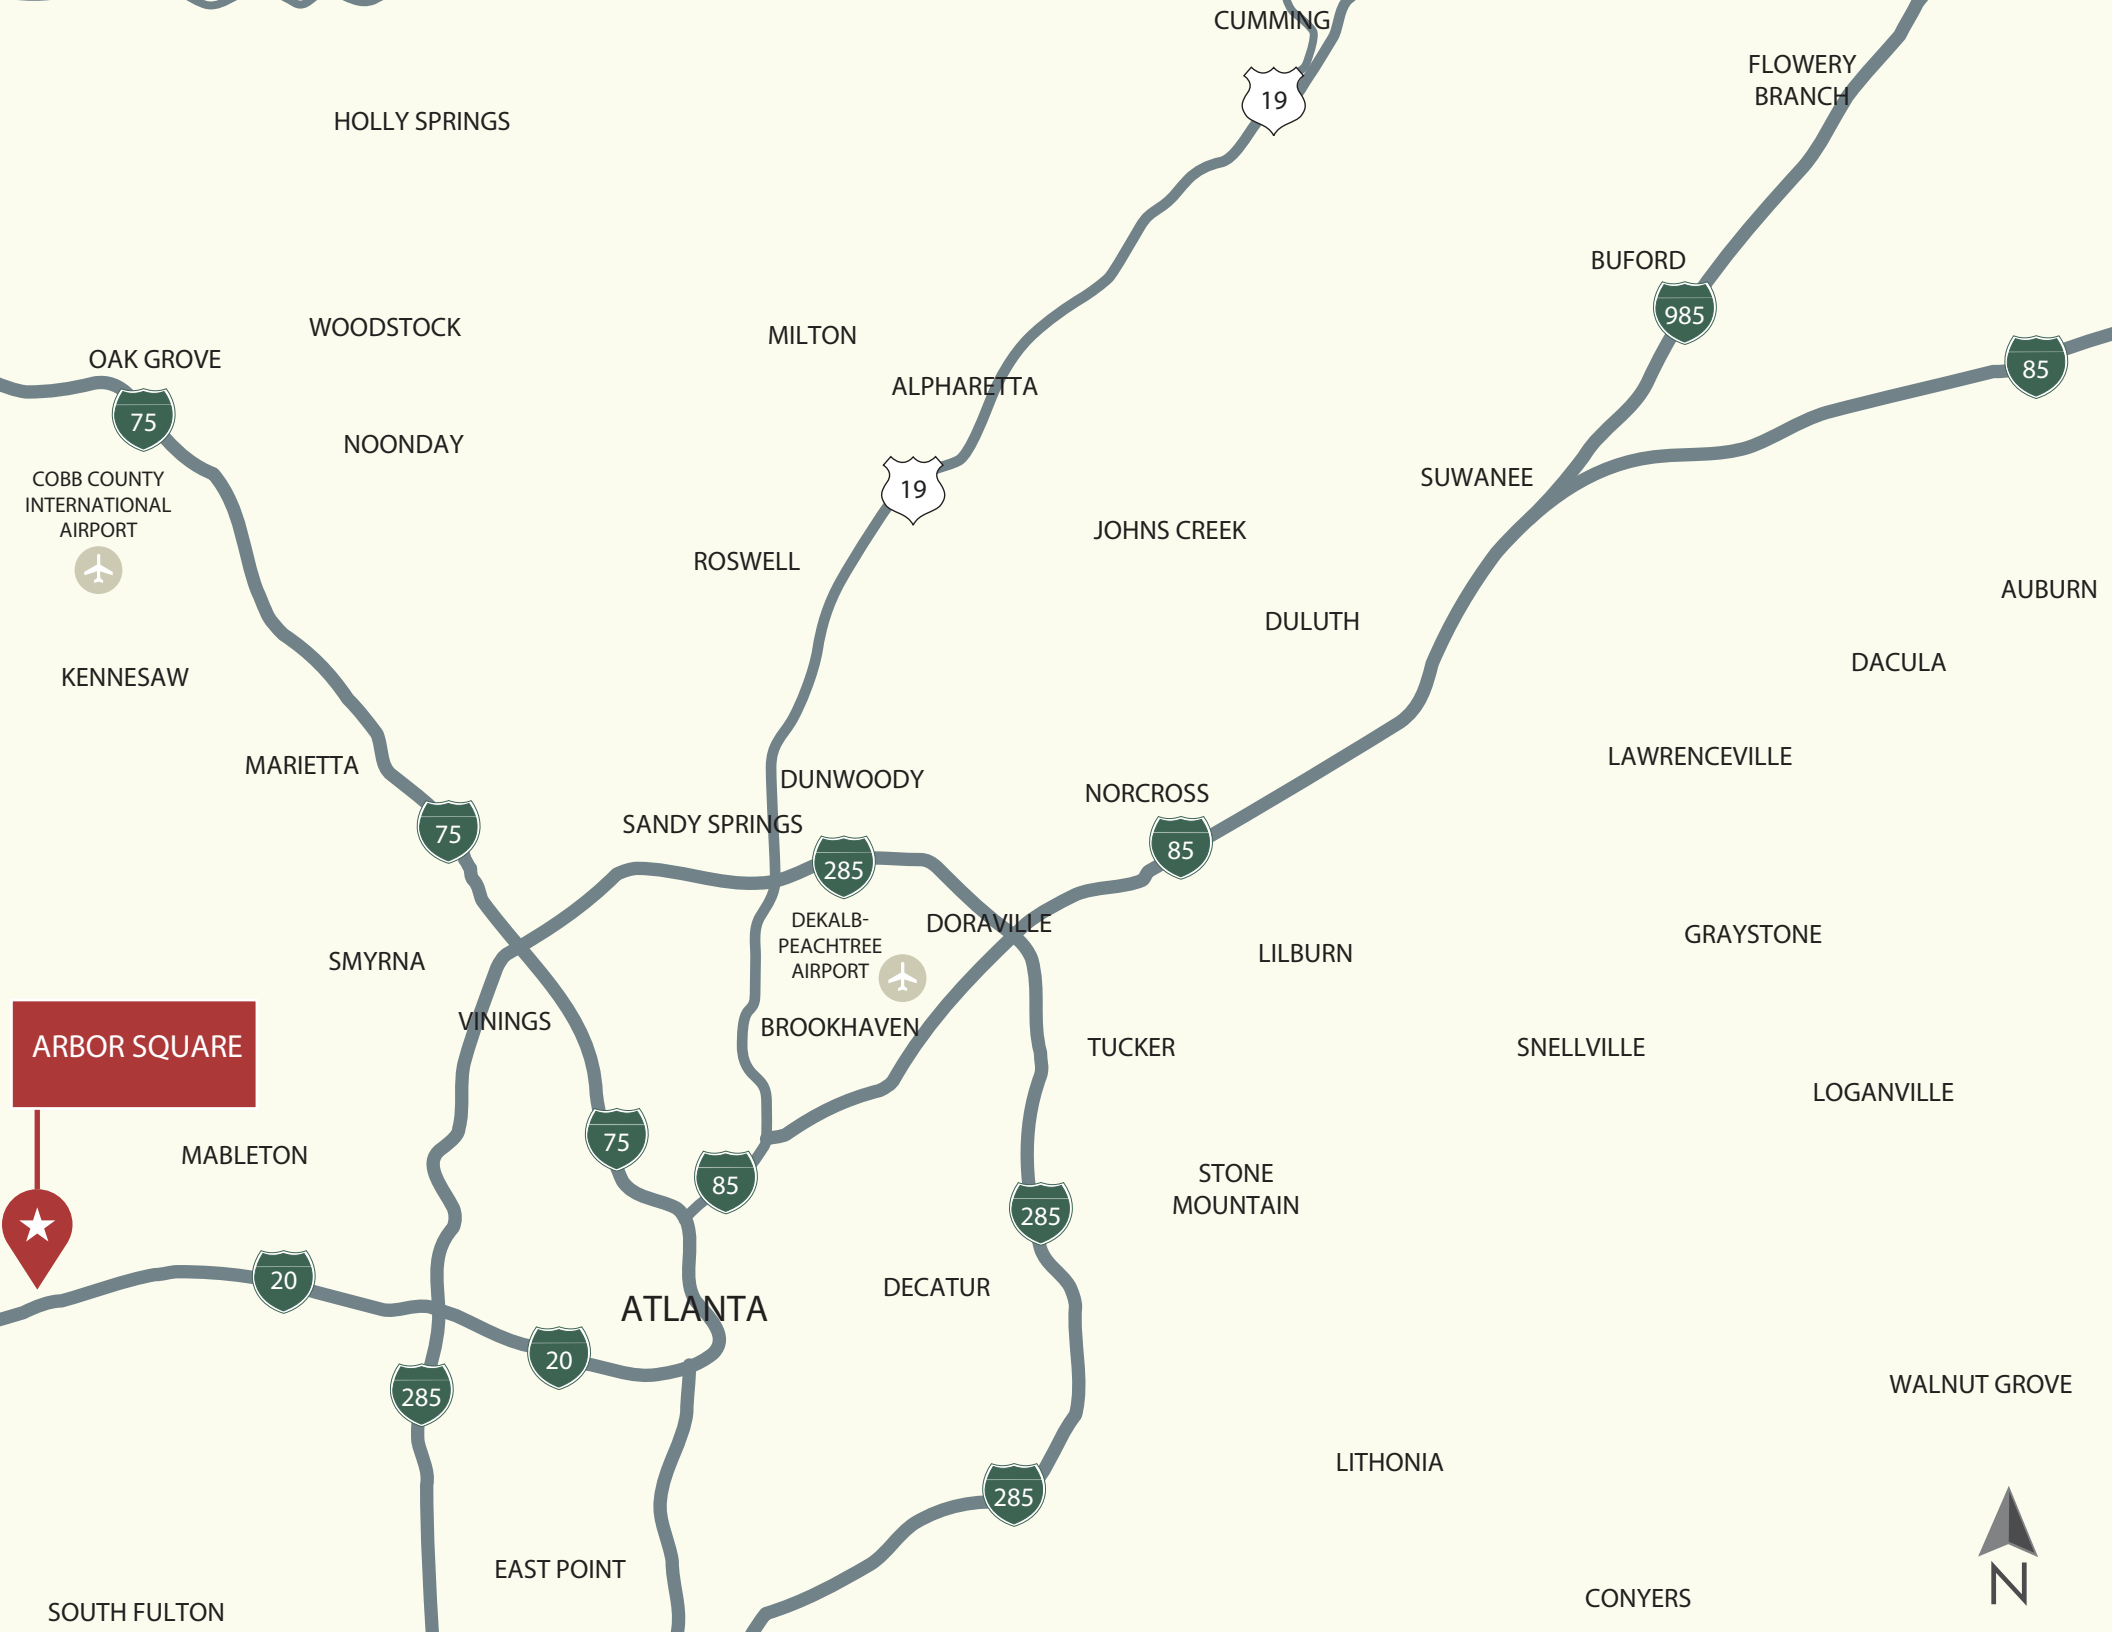 CUMMING
FLOWERY
BRANCH
19
HOLLY SPRINGS
BUFORD
985
WOODSTOCK
MILTON
OAK GROVE
85
ALPHARETTA
75
NOONDAY
COBB COUNTY
INTERNATIONAL
AIRPORT
SUWANEE
19
JOHNS CREEK
ROSWELL
AUBURN
DULUTH
DACULA
KENNESAW
LAWRENCEVILLE
MARIETTA
DUNWOODY
NORCROSS
SANDY SPRINGS
75
85
285
DEKALB-
PEACHTREE
AIRPORT
DORAVILLE
GRAYSTONE
LILBURN
SMYRNA
VININGS
BROOKHAVEN
ARBOR SQUARE
TUCKER
SNELLVILLE
LOGANVILLE
75
MABLETON
STONE
MOUNTAIN
85
285
20
DECATUR
ATLANTA
20
285
WALNUT GROVE
LITHONIA
285
EAST POINT
N
CONYERS
SOUTH FULTON